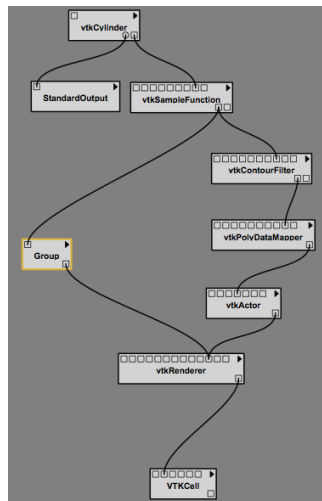 vtkCylinder
StandardOutput
vtkSampleFunction
vtkContourFilter
vtkPolyDataMapper
Group
vtkActor
vtkRenderer
VTKCell